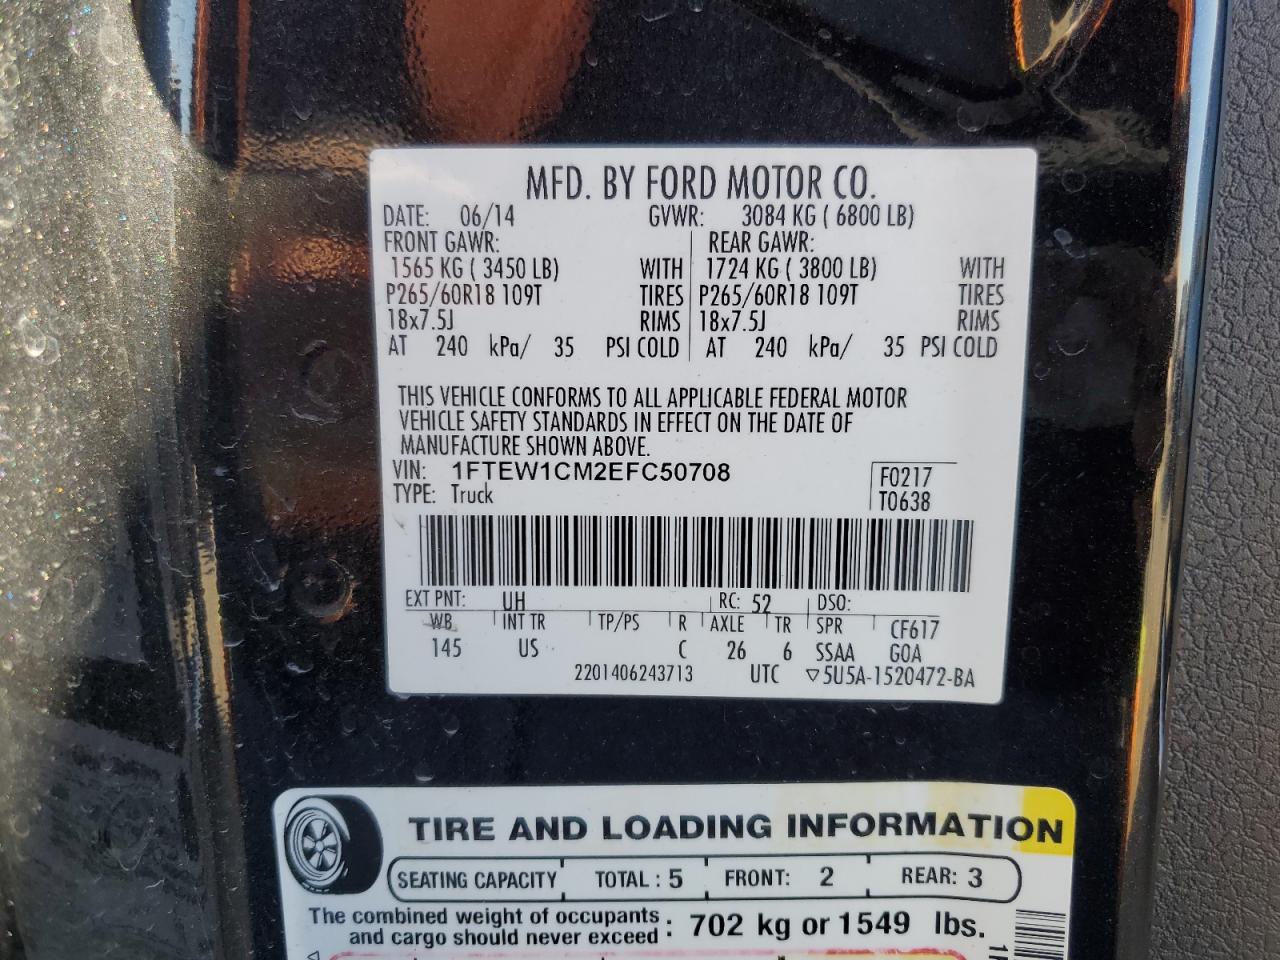 MFD. BY FORD MOTOR CO.
DATE: 06/14 GVWR: 3084 KG ( 6800 LB)
FRONT GAWR: REAR GAWR:
1565 KG ( 3450 LB) WITH 1724 KG ( 3800 LB) WITH
P265/60R18 109T TIRES P265/60R18 109T TIRES
18x7.5J RIMS 18x7.5J RIMS
AT 240 kPa/ 35 PSI COLD AT 240 kPa/ 35 PSI COLD
THIS VEHICLE CONFORMS TO ALL APPLICABLE FEDERAL MOTOR
VEHICLE SAFETY STANDARDS IN EFFECT ON THE DATE OF
MANUFACTURE SHOWN ABOVE.
VIN: 1FTEW1CM2EFC50708 F0217
TYPE: Truck T0638
EXT PNT: UH RC: 52 DSO:
WB INT TR TP/PS R AXLE TR SPR CF617
145 US C 26 6 SSAA GOA
2201406243713 UTC ▽5U5A-1520472-BA
TIRE AND LOADING INFORMATION
SEATING CAPACITY TOTAL : 5 FRONT: 2 REAR: 3
The combined weight of occupants
and cargo should never exceed : 702 kg or 1549 lbs.